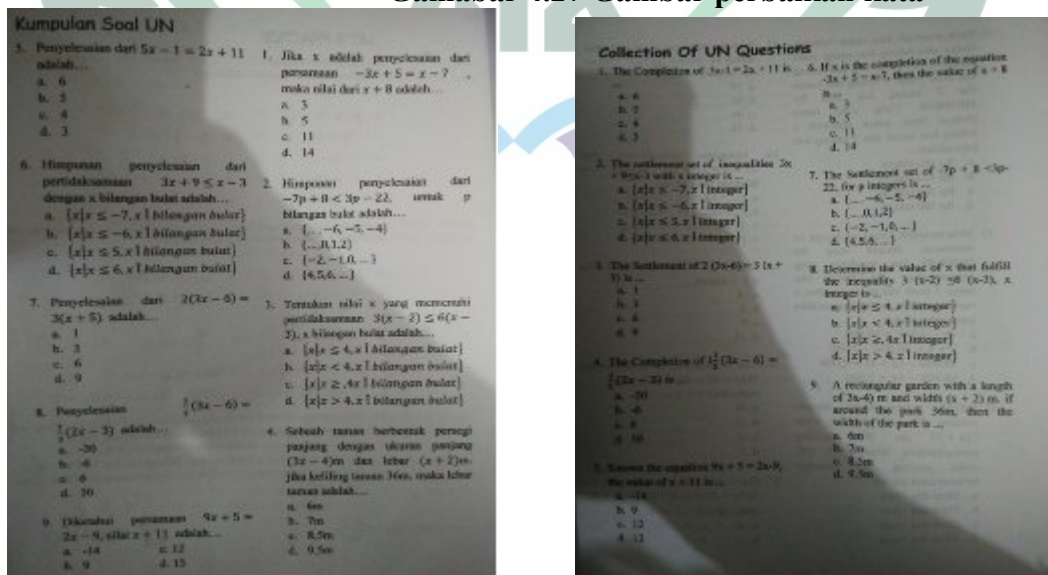 Gambar perubahan kata
Kumpulan Soal UN
5. Penyelesaian dari 5x − 1 = 2x + 11
adalah....
a. 6
b. 5
c. 4
d. 3
6. Himpunan penyelesaian dari
pertidaksamaan 3x + 9 ≤ x − 3
dengan x bilangan bulat adalah...
a. {x|x ≤ −7, x Î bilangan bulat}
b. {x|x ≤ −6, x Î bilangan bulat}
c. {x|x ≤ 5, x Î bilangan bulat}
d. {x|x ≤ 6, x Î bilangan bulat}
7. Penyelesaian dari 2(3x − 6) =
3(x + 5) adalah...
a. 1
b. 3
c. 6
d. 9
8. Penyelesaian (3x − 6) =
(2x − 3) adalah...
a. -20
b. -6
c. 6
d. 30
9. Diketahui persamaan 9x + 5 =
2x − 9, nilai x + 11 adalah...
a. -14 c. 12
b. 9 d. 13
1. Jika x adalah penyelesaian dari
persamaan −3x + 5 = x − 7 ,
maka nilai dari x + 8 adalah...
a. 3
b. 5
c. 11
d. 14
2. Himpunan penyelesaian dari
−7p + 8 < 3p − 22, untuk p
bilangan bulat adalah...
a. {... −6, −5, −4}
b. {...,0,1,2}
c. {−2, −1,0, ...}
d. {4,5,6, ...}
3. Tentukan nilai x yang memenuhi
pertidaksamaan 3(x − 2) ≤ 6(x −
3), x bilangan bulat adalah...
a. {x|x ≤ 4, x Î bilangan bulat}
b. {x|x < 4, x Î bilangan bulat}
c. {x|x ≥ ,4x Î bilangan bulat}
d. {x|x > 4, x Î bilangan bulat}
4. Sebuah taman berbentuk persegi
panjang dengan ukuran panjang
(3x − 4)m dan lebar (x + 2)m.
jika keliling taman 36m, maka lebar
taman adalah....
a. 6m
b. 7m
c. 8,5m
d. 9,5m
Collection Of UN Questions
1. The Completion of 5x-1 = 2x + 11 is
...
a. 6
b. 5
c. 4
d. 3
2. The settlement set of inequalities 3x
+ 9≤x-3 with x integer is ...
a. {x|x ≤ −7, x Î integer}
b. {x|x ≤ −6, x Î integer}
c. {x|x ≤ 5, x Î integer}
d. {x|x ≤ 6, x Î integer}
3. The Settlement of 2 (3x-6) = 3 (x +
5) is ...
a. 1
b. 3
c. 6
d. 9
4. The Completion of (3x − 6) =
(2x − 3) is ...
a. -20
b. -6
c. 6
d. 30
5. Known the equation 9x + 5 = 2x-9,
the value of x + 11 is...
a. -14
b. 9
c. 12
d. 13
6. If x is the completion of the equation
-3x + 5 = x-7, then the value of x + 8
is ...
a. 3
b. 5
c. 11
d. 14
7. The Settlement set of -7p + 8 <3p-
22, for p integers is ...
a. {... −6, −5, −4}
b. {...,0,1,2}
c. {−2, −1,0, ...}
d. {4,5,6, ...}
8. Determine the value of x that fulfill
the inequality 3 (x-2) ≤6 (x-3), x
integer is ...
a. {x|x ≤ 4, x Î integer}
b. {x|x < 4, x Î integer}
c. {x|x ≥, 4x Î integer}
d. {x|x > 4, x Î integer}
9. A rectangular garden with a length
of 3x-4) m and width (x + 2) m. if
around the park 36m, then the
width of the park is ...
a. 6m
b. 7m
c. 8,5m
d. 9,5m